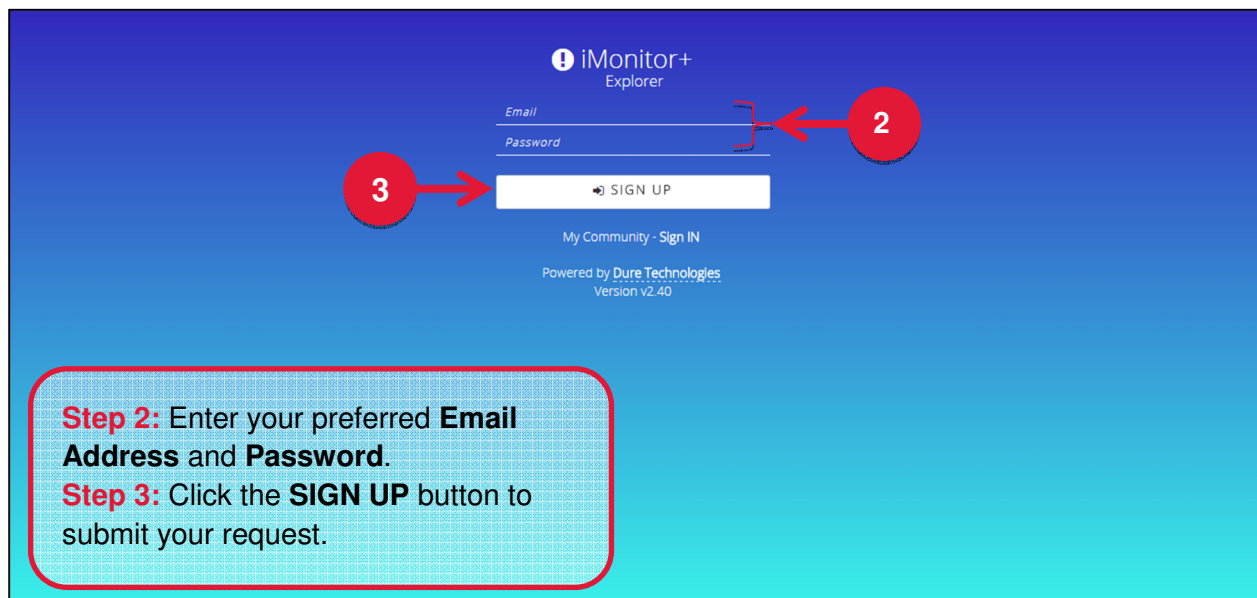 iMonitor+
Explorer
Email
Password
2
3
SIGN UP
My Community - Sign IN
Powered by Dure Technologies
Version v2.40
Step 2: Enter your preferred Email
Address and Password.
Step 3: Click the SIGN UP button to
submit your request.